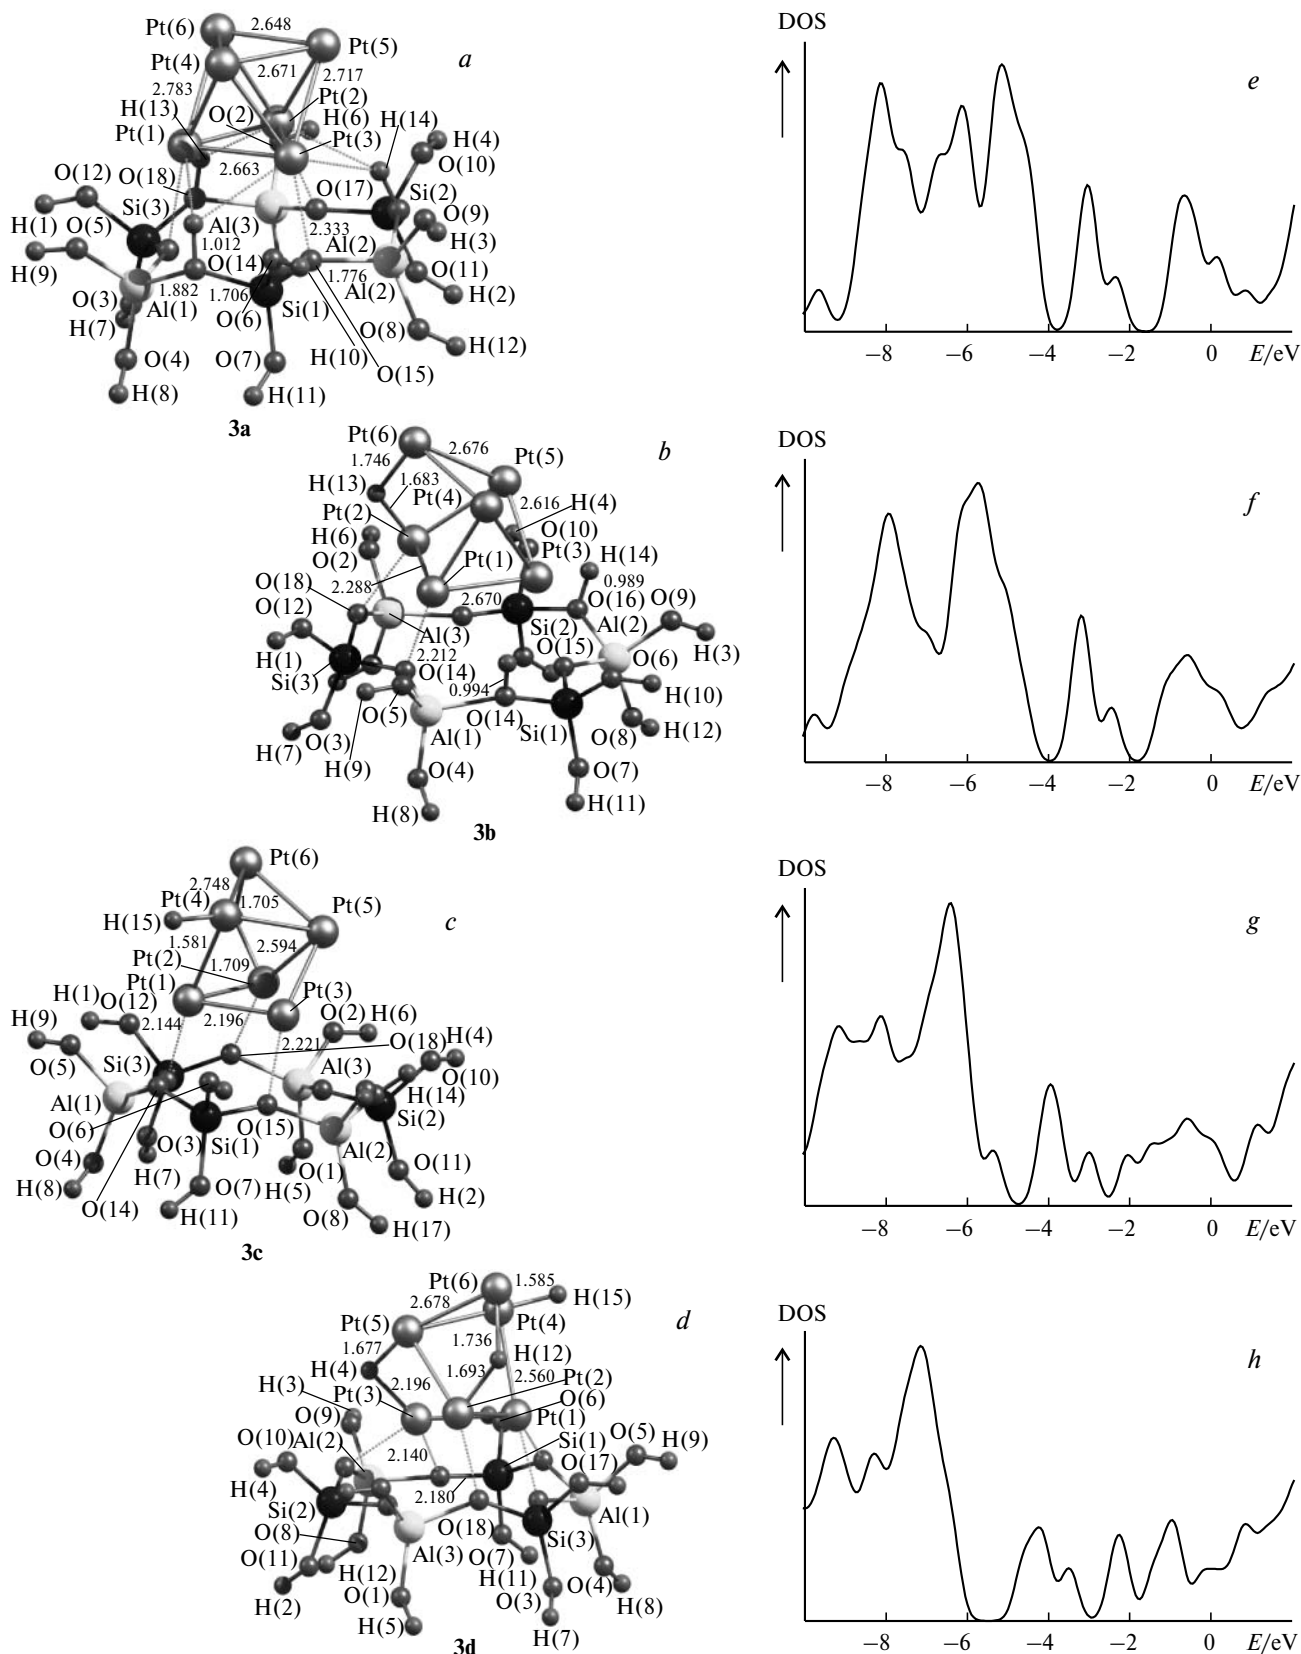 Pt(6)
2.648
Pt(5)
a
Pt(4)
2.671
2.717
2.783
Pt(2)
H(13)
O(2)
H(6)
H(14)
H(4)
Pt(1)
Pt(3)
O(10)
2.663
O(12)
O(18)
O(17)
Si(2)
Si(3)
O(9)
H(1)
O(5)
Al(3)
2.333
H(3)
1.012
Al(2)
H(9)
O(14)
1.776
O(11)
1.882
1.706
Al(2)
O(3)
Al(1)
Si(1)
H(2)
H(7)
O(6)
O(8)
O(4)
O(7)
H(10)
H(12)
O(15)
H(8)
H(11)
3a
DOS
e
−8
−6
−4
−2
0
E/eV
Pt(6)
b
2.676
Pt(5)
1.746
H(13)
1.683
Pt(4)
H(4)
2.616
Pt(2)
O(10)
H(6)
Pt(3)
H(14)
O(2)
Pt(1)
O(18)
2.288
0.989
O(12)
2.670
O(16)
O(9)
Al(3)
Si(2)
Al(2)
H(1)
2.212
O(15)
O(6)
H(3)
Si(3)
O(14)
0.994
H(10)
O(5)
O(14)
H(7)
O(3)
Al(1)
Si(1)
O(8)
H(12)
H(9)
O(4)
O(7)
H(8)
H(11)
3b
DOS
f
−8
−6
−4
−2
0
E/eV
Pt(6)
2.748
Pt(4)
1.705
Pt(5)
c
H(15)
1.581
2.594
Pt(2)
1.709
Pt(1)
Pt(3)
H(1)
O(12)
O(2)
H(6)
H(9)
2.144
2.196
H(4)
2.221
O(18)
O(5)
Si(3)
Al(3)
O(10)
Al(1)
H(14)
Si(2)
O(6)
O(3)
Si(1)
O(15)
Al(2)
O(4)
H(7)
O(1)
O(11)
H(8)
O(7)
H(5)
H(2)
O(14)
H(11)
O(8)
H(17)
3c
DOS
g
−8
−6
−4
−2
0
E/eV
Pt(6)
1.585
2.678
H(15)
Pt(5)
Pt(4)
d
1.677
1.736
H(4)
H(12)
1.693
2.560
H(3)
2.196
Pt(2)
Pt(3)
O(6)
O(9)
Pt(1)
O(10)
Al(2)
Si(1)
O(5)
H(9)
2.140
O(17)
H(4)
2.180
Si(2)
Al(1)
O(8)
O(18)
Si(3)
O(11)
Al(3)
O(7)
H(12)
H(11)
O(4)
H(2)
O(1)
O(3)
H(8)
H(5)
H(7)
3d
DOS
h
−8
−6
−4
−2
0
E/eV